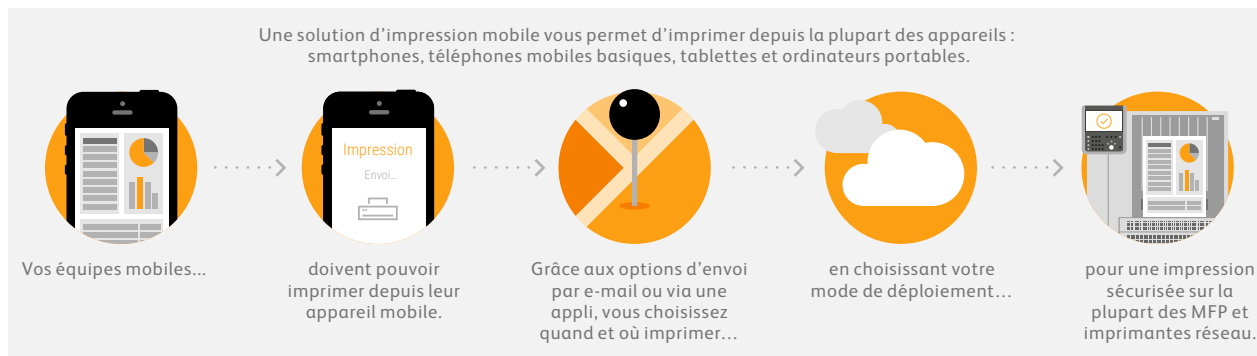 Une solution d’impression mobile vous permet d’imprimer depuis la plupart des appareils :
smartphones, téléphones mobiles basiques, tablettes et ordinateurs portables.
Impression
Envoi...
Vos équipes mobiles...
doivent pouvoir
imprimer depuis leur
appareil mobile.
Grâce aux options d’envoi
par e-mail ou via une
appli, vous choisissez
quand et où imprimer…
en choisissant votre
mode de déploiement…
pour une impression
sécurisée sur la
plupart des MFP et
imprimantes réseau.